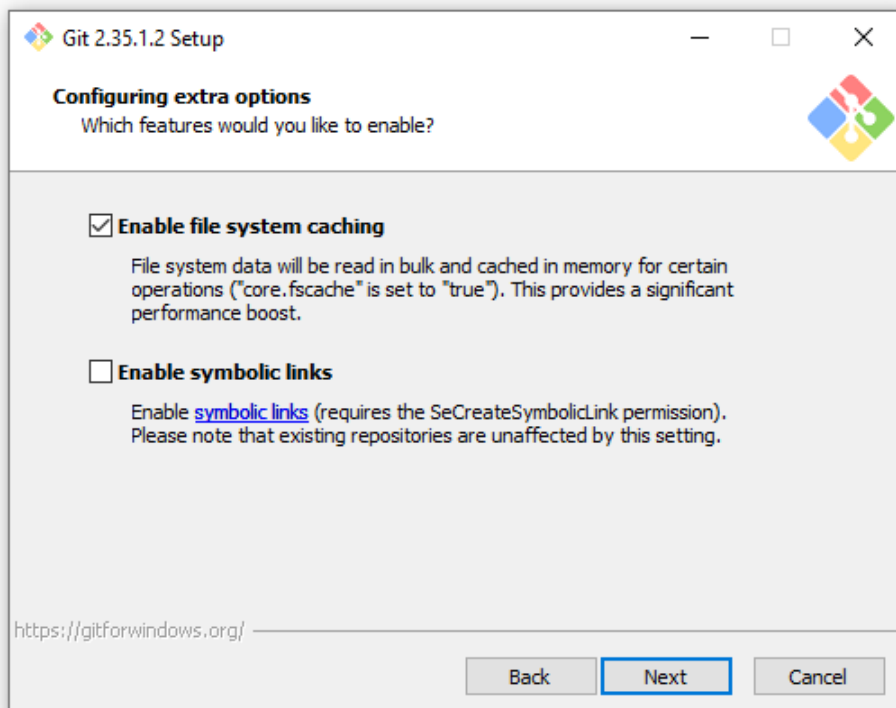 Git 2.35.1.2 Setup
Configuring extra options
Which features would you like to enable?
Enable file system caching
File system data will be read in bulk and cached in memory for certain
operations ("core.fscache" is set to "true"). This provides a significant
performance boost.
Enable symbolic links
Enable symbolic links (requires the SeCreateSymbolicLink permission).
Please note that existing repositories are unaffected by this setting.
https://gitforwindows.org/
Back Next Cancel